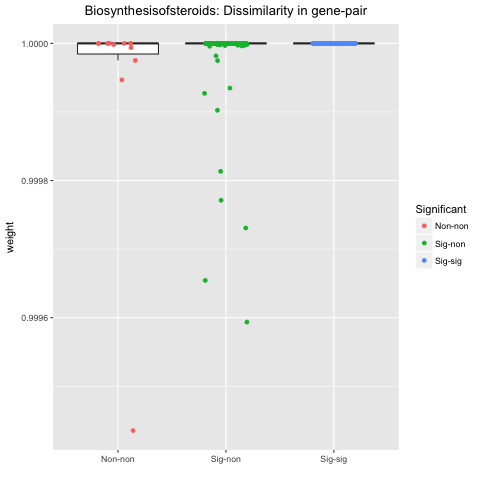 Biosynthesisofsteroids: Dissimilarity in gene-pair
1.0000
0.9998
0.9996
weight
Non-non
Sig-non
Sig-sig
Significant
Non-non
Sig-non
Sig-sig